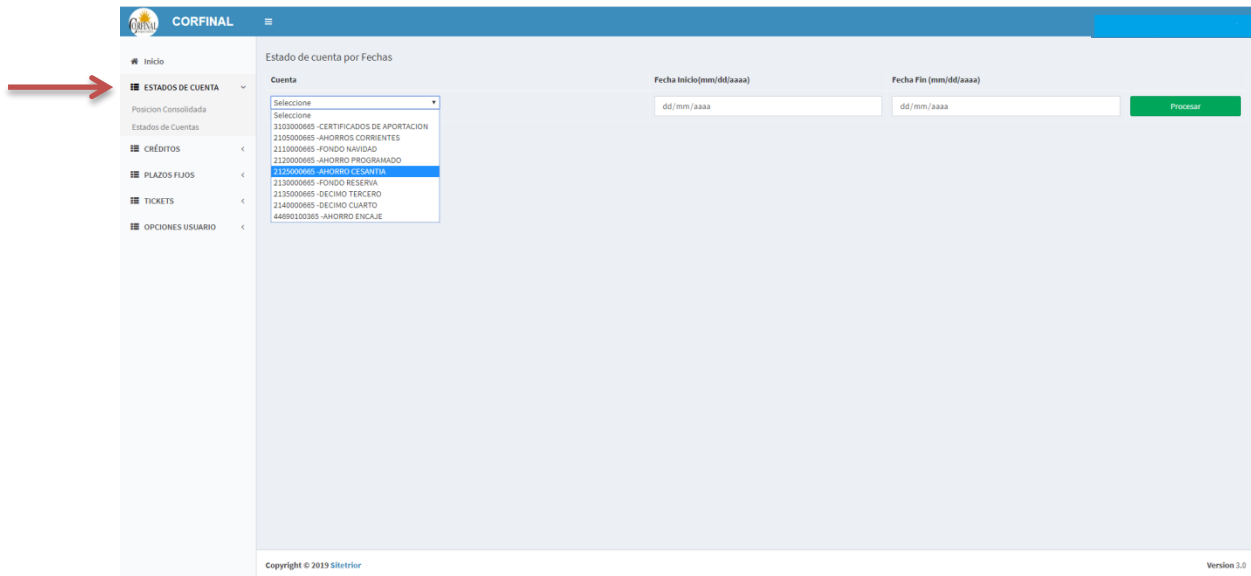 CORFINAL
CORFINAL
Inicio
ESTADOS DE CUENTA
Posicion Consolidada
Estados de Cuentas
CRÉDITOS
PLAZOS FIJOS
TICKETS
OPCIONES USUARIO
Estado de cuenta por Fechas
Cuenta
Fecha Inicio(mm/dd/aaaa)
Fecha Fin (mm/dd/aaaa)
Seleccione
dd/mm/aaaa
dd/mm/aaaa
Procesar
Seleccione
3103000665 -CERTIFICADOS DE APORTACION
2105000665 -AHORROS CORRIENTES
2110000665 -FONDO NAVIDAD
2120000665 -AHORRO PROGRAMADO
2125000665 -AHORRO CESANTIA
2130000665 -FONDO RESERVA
2135000665 -DECIMO TERCERO
2140000665 -DECIMO CUARTO
44690100365 -AHORRO ENCAJE
Copyright © 2019 Sitetrior
Version 3.0